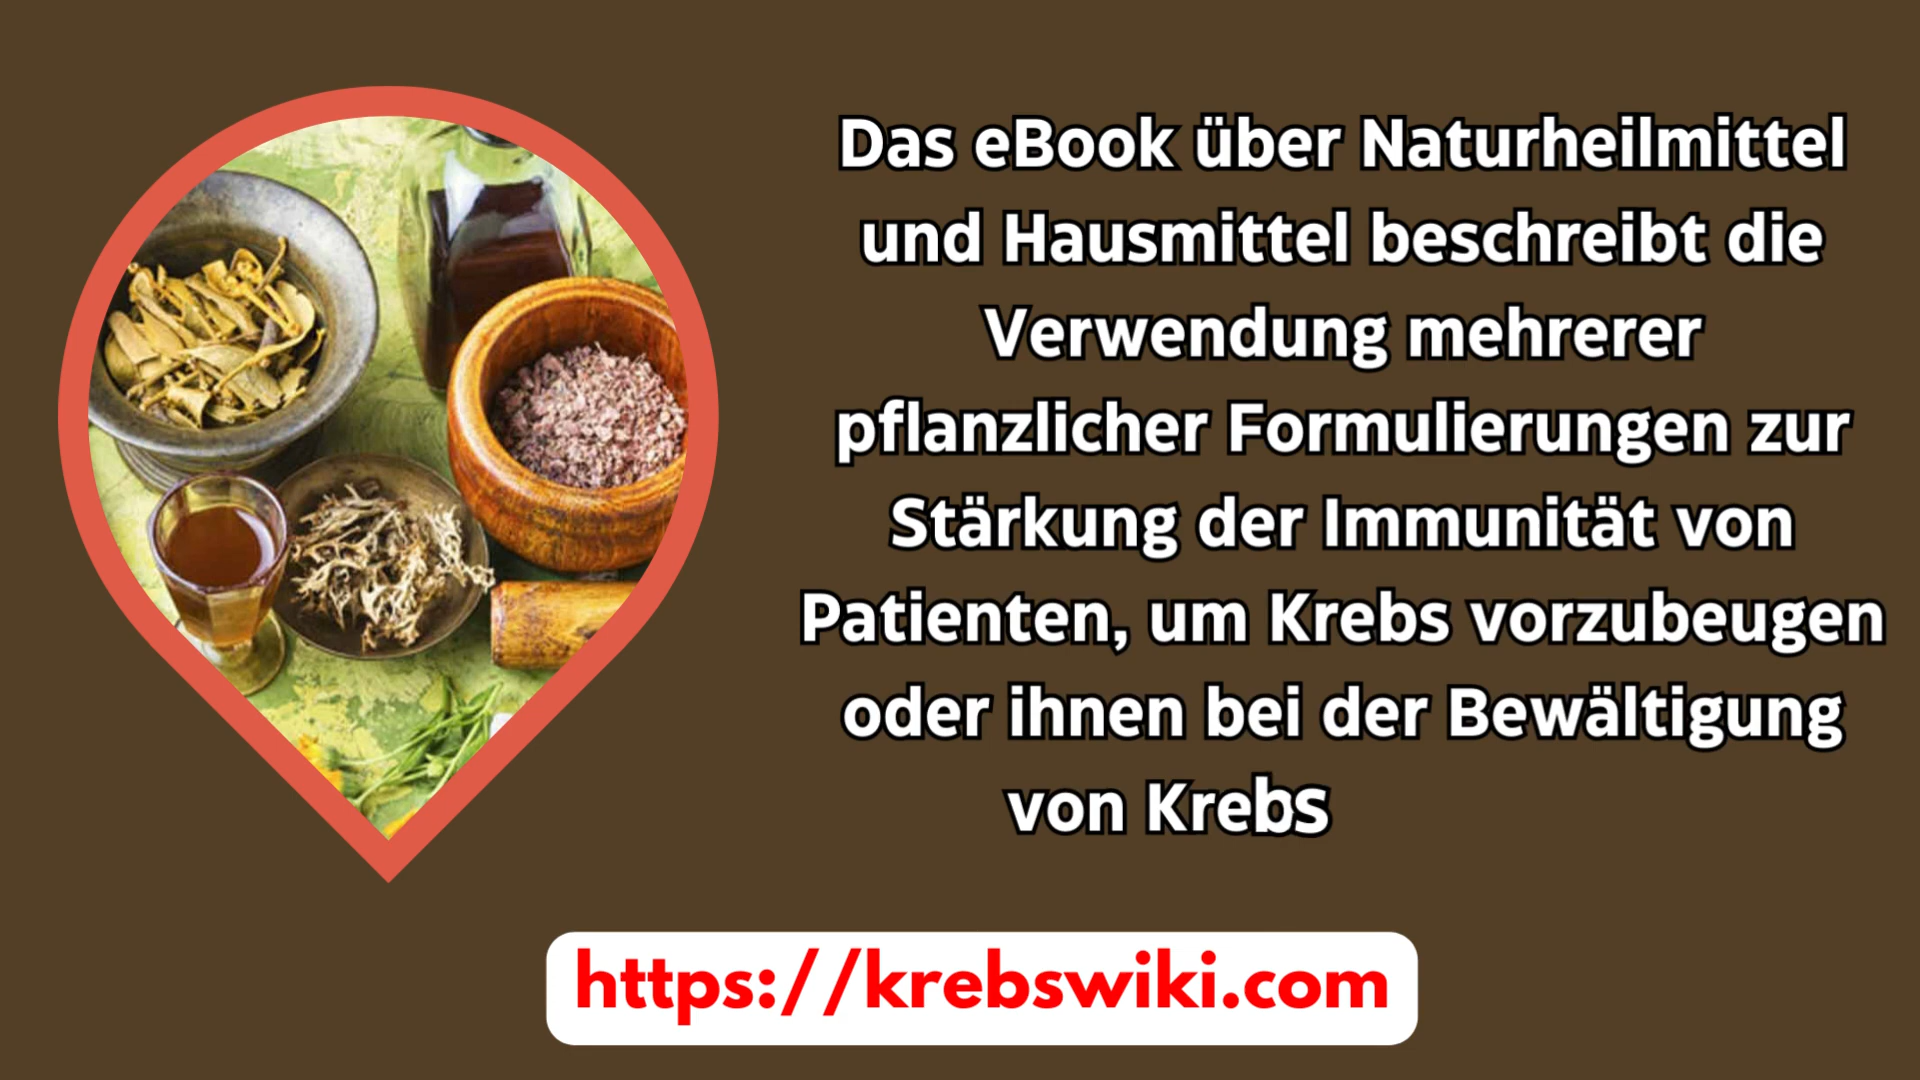 Das eBook über Naturheilmittel
und Hausmittel beschreibt die
Verwendung mehrerer
pflanzlicher Formulierungen zur
Stärkung der Immunität von
Patienten, um Krebs vorzubeugen
oder ihnen bei der Bewältigung
von Krebs
https://krebswiki.com